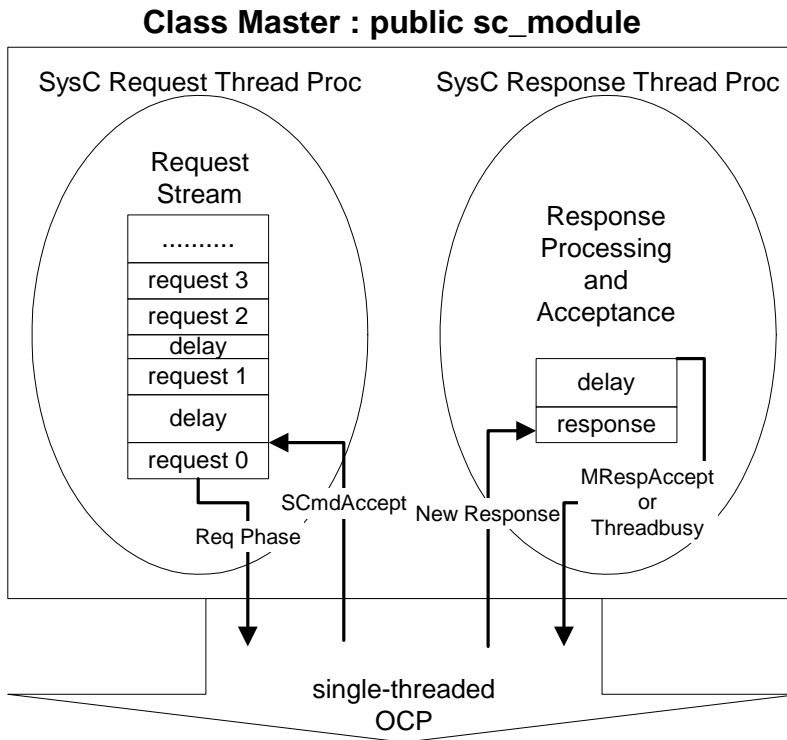 Class Master : public sc_module
SysC Request Thread Proc
SysC Response Thread Proc
Request
Stream
..........
request 3
request 2
delay
request 1
delay
request 0
Req Phase
SCmdAccept
Response
Processing
and
Acceptance
delay
response
New Response
MRespAccept
or
Threadbusy
single-threaded
OCP